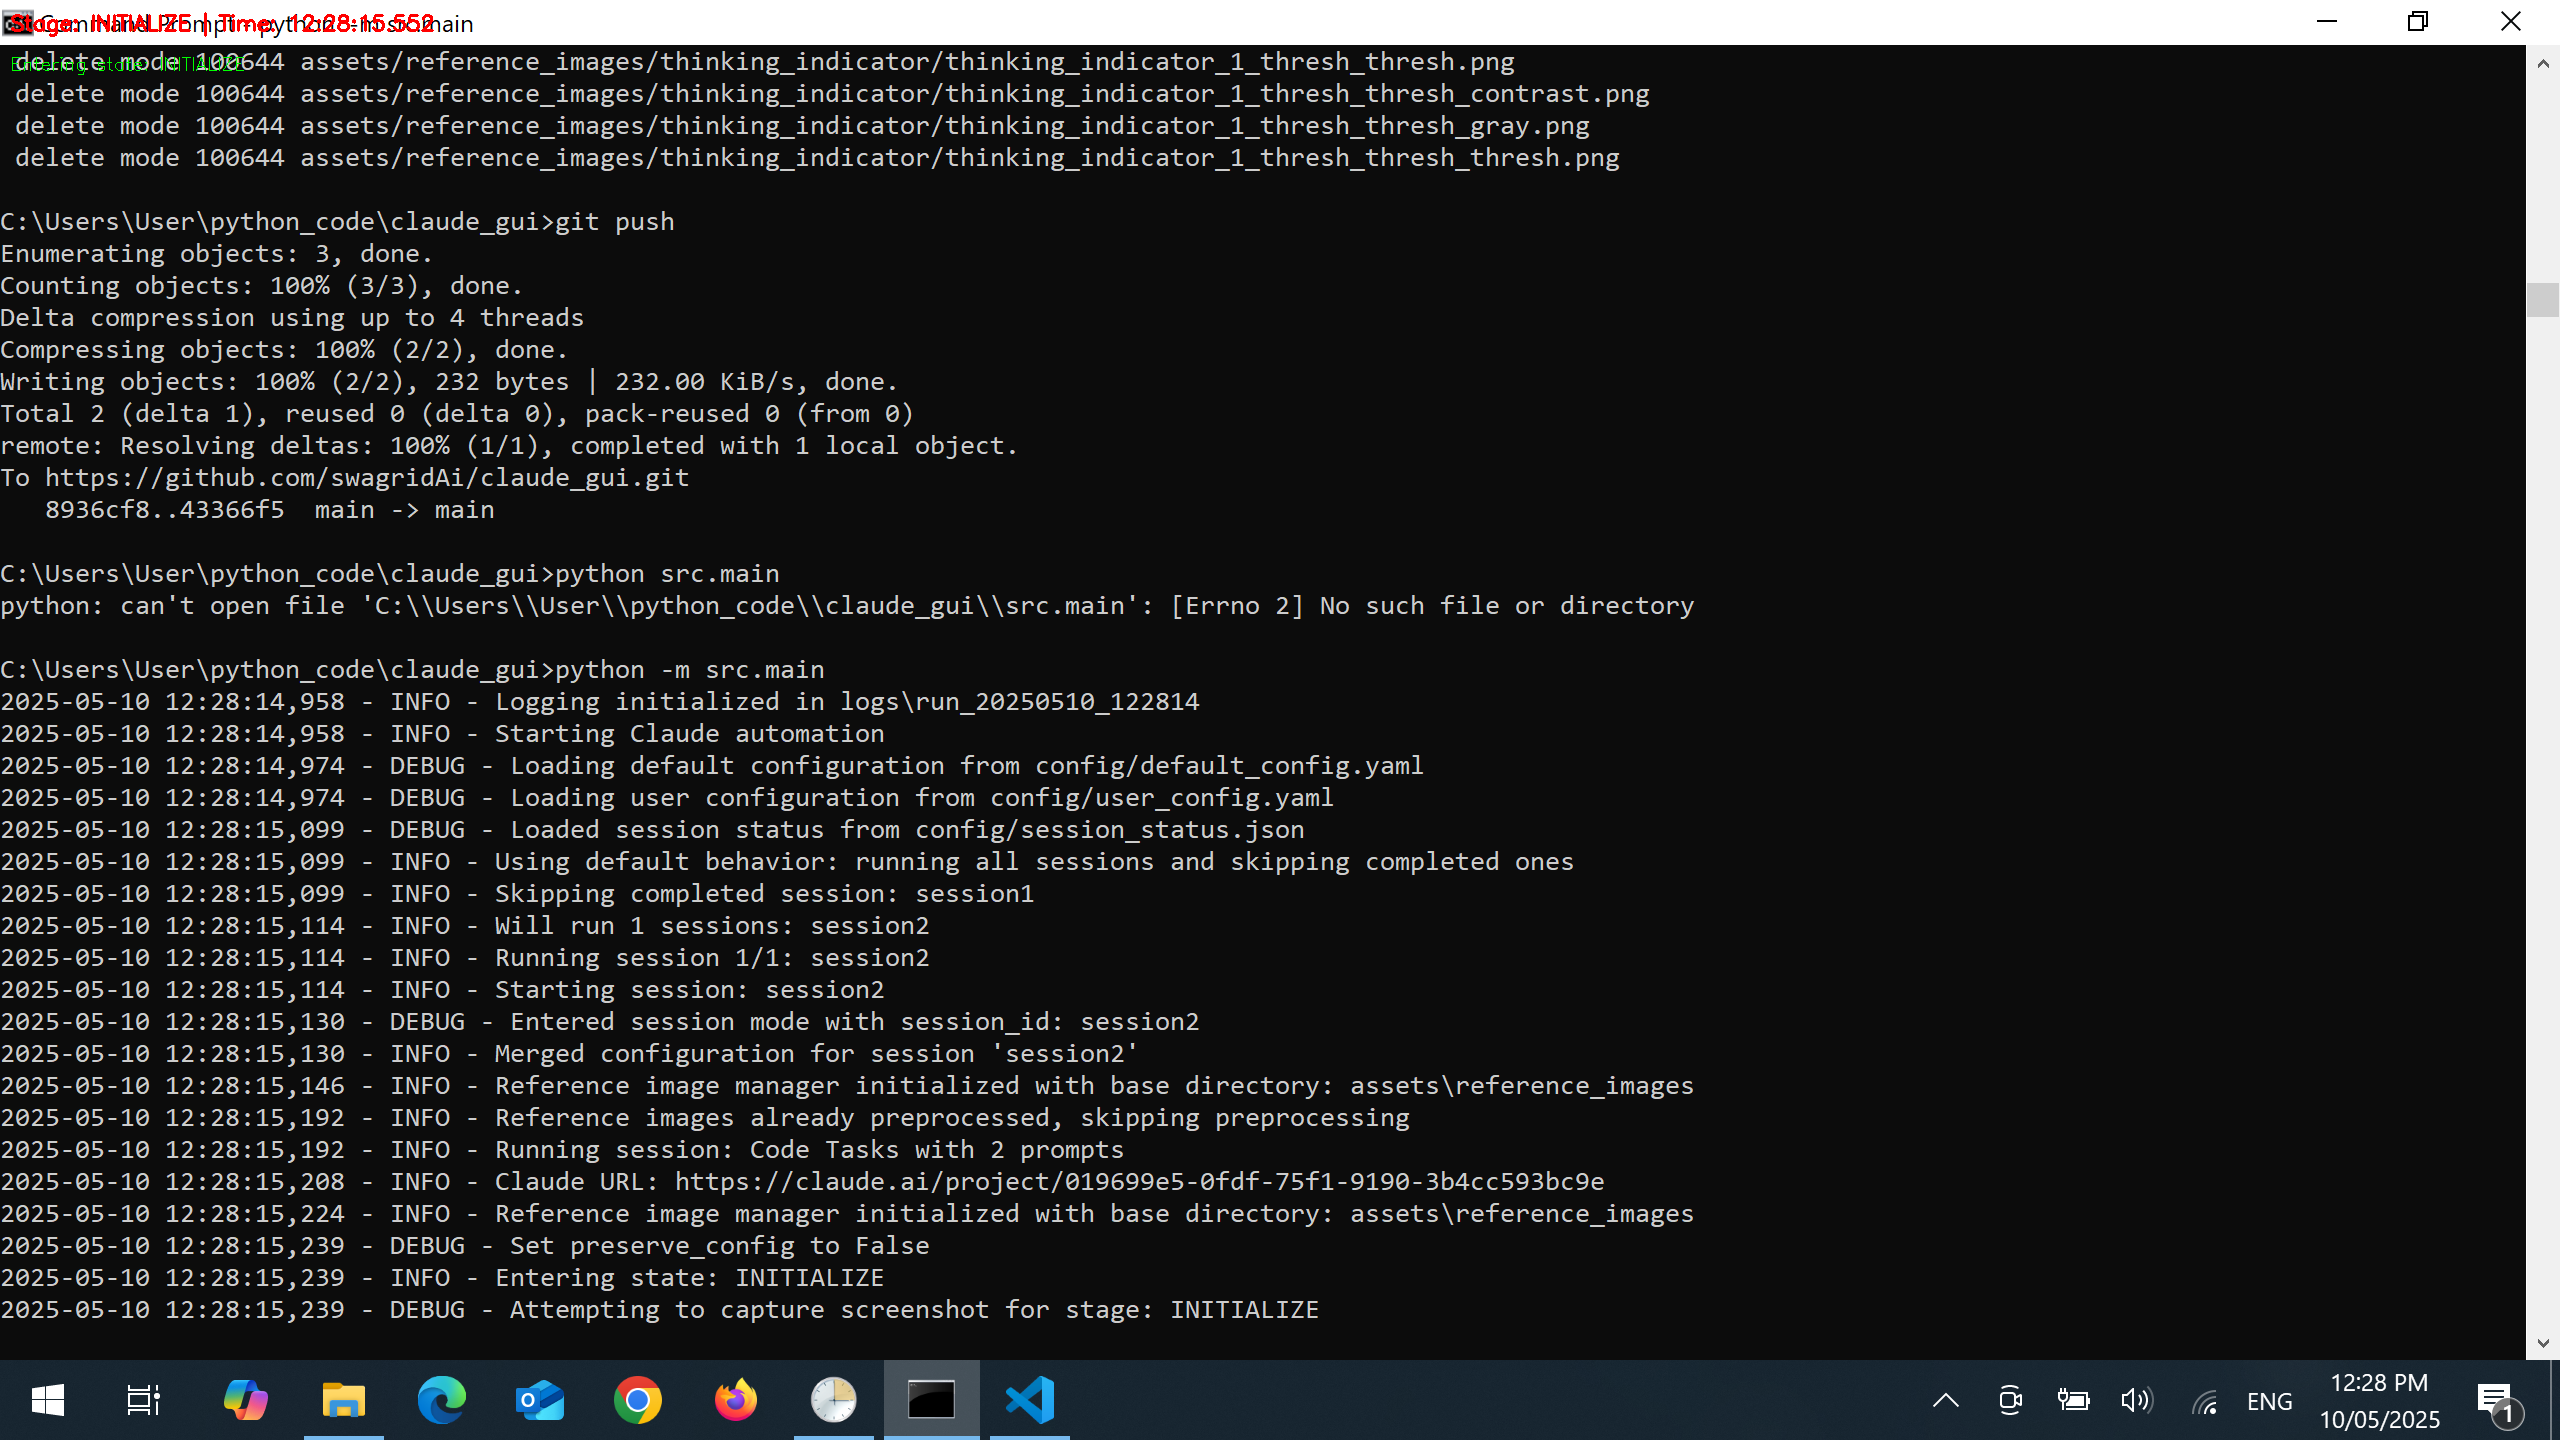 Stage: INITIALIZE | Time: 12:28:15.552
Command Prompt - python -m src.main
Entering state: INITIALIZE
delete mode 100644 assets/reference_images/thinking_indicator/thinking_indicator_1_thresh_thresh.png
delete mode 100644 assets/reference_images/thinking_indicator/thinking_indicator_1_thresh_thresh_contrast.png
delete mode 100644 assets/reference_images/thinking_indicator/thinking_indicator_1_thresh_thresh_gray.png
delete mode 100644 assets/reference_images/thinking_indicator/thinking_indicator_1_thresh_thresh_thresh.png
C:\Users\User\python_code\claude_gui>git push
Enumerating objects: 3, done.
Counting objects: 100% (3/3), done.
Delta compression using up to 4 threads
Compressing objects: 100% (2/2), done.
Writing objects: 100% (2/2), 232 bytes | 232.00 KiB/s, done.
Total 2 (delta 1), reused 0 (delta 0), pack-reused 0 (from 0)
remote: Resolving deltas: 100% (1/1), completed with 1 local object.
To https://github.com/swagridAi/claude_gui.git
8936cf8..43366f5  main -> main
C:\Users\User\python_code\claude_gui>python src.main
python: can't open file 'C:\\Users\\User\\python_code\\claude_gui\\src.main': [Errno 2] No such file or directory
C:\Users\User\python_code\claude_gui>python -m src.main
2025-05-10 12:28:14,958 - INFO - Logging initialized in logs\run_20250510_122814
2025-05-10 12:28:14,958 - INFO - Starting Claude automation
2025-05-10 12:28:14,974 - DEBUG - Loading default configuration from config/default_config.yaml
2025-05-10 12:28:14,974 - DEBUG - Loading user configuration from config/user_config.yaml
2025-05-10 12:28:15,099 - DEBUG - Loaded session status from config/session_status.json
2025-05-10 12:28:15,099 - INFO - Using default behavior: running all sessions and skipping completed ones
2025-05-10 12:28:15,099 - INFO - Skipping completed session: session1
2025-05-10 12:28:15,114 - INFO - Will run 1 sessions: session2
2025-05-10 12:28:15,114 - INFO - Running session 1/1: session2
2025-05-10 12:28:15,114 - INFO - Starting session: session2
2025-05-10 12:28:15,130 - DEBUG - Entered session mode with session_id: session2
2025-05-10 12:28:15,130 - INFO - Merged configuration for session 'session2'
2025-05-10 12:28:15,146 - INFO - Reference image manager initialized with base directory: assets\reference_images
2025-05-10 12:28:15,192 - INFO - Reference images already preprocessed, skipping preprocessing
2025-05-10 12:28:15,192 - INFO - Running session: Code Tasks with 2 prompts
2025-05-10 12:28:15,208 - INFO - Claude URL: https://claude.ai/project/019699e5-0fdf-75f1-9190-3b4cc593bc9e
2025-05-10 12:28:15,224 - INFO - Reference image manager initialized with base directory: assets\reference_images
2025-05-10 12:28:15,239 - DEBUG - Set preserve_config to False
2025-05-10 12:28:15,239 - INFO - Entering state: INITIALIZE
2025-05-10 12:28:15,239 - DEBUG - Attempting to capture screenshot for stage: INITIALIZE
ENG
12:28 PM
10/05/2025
1